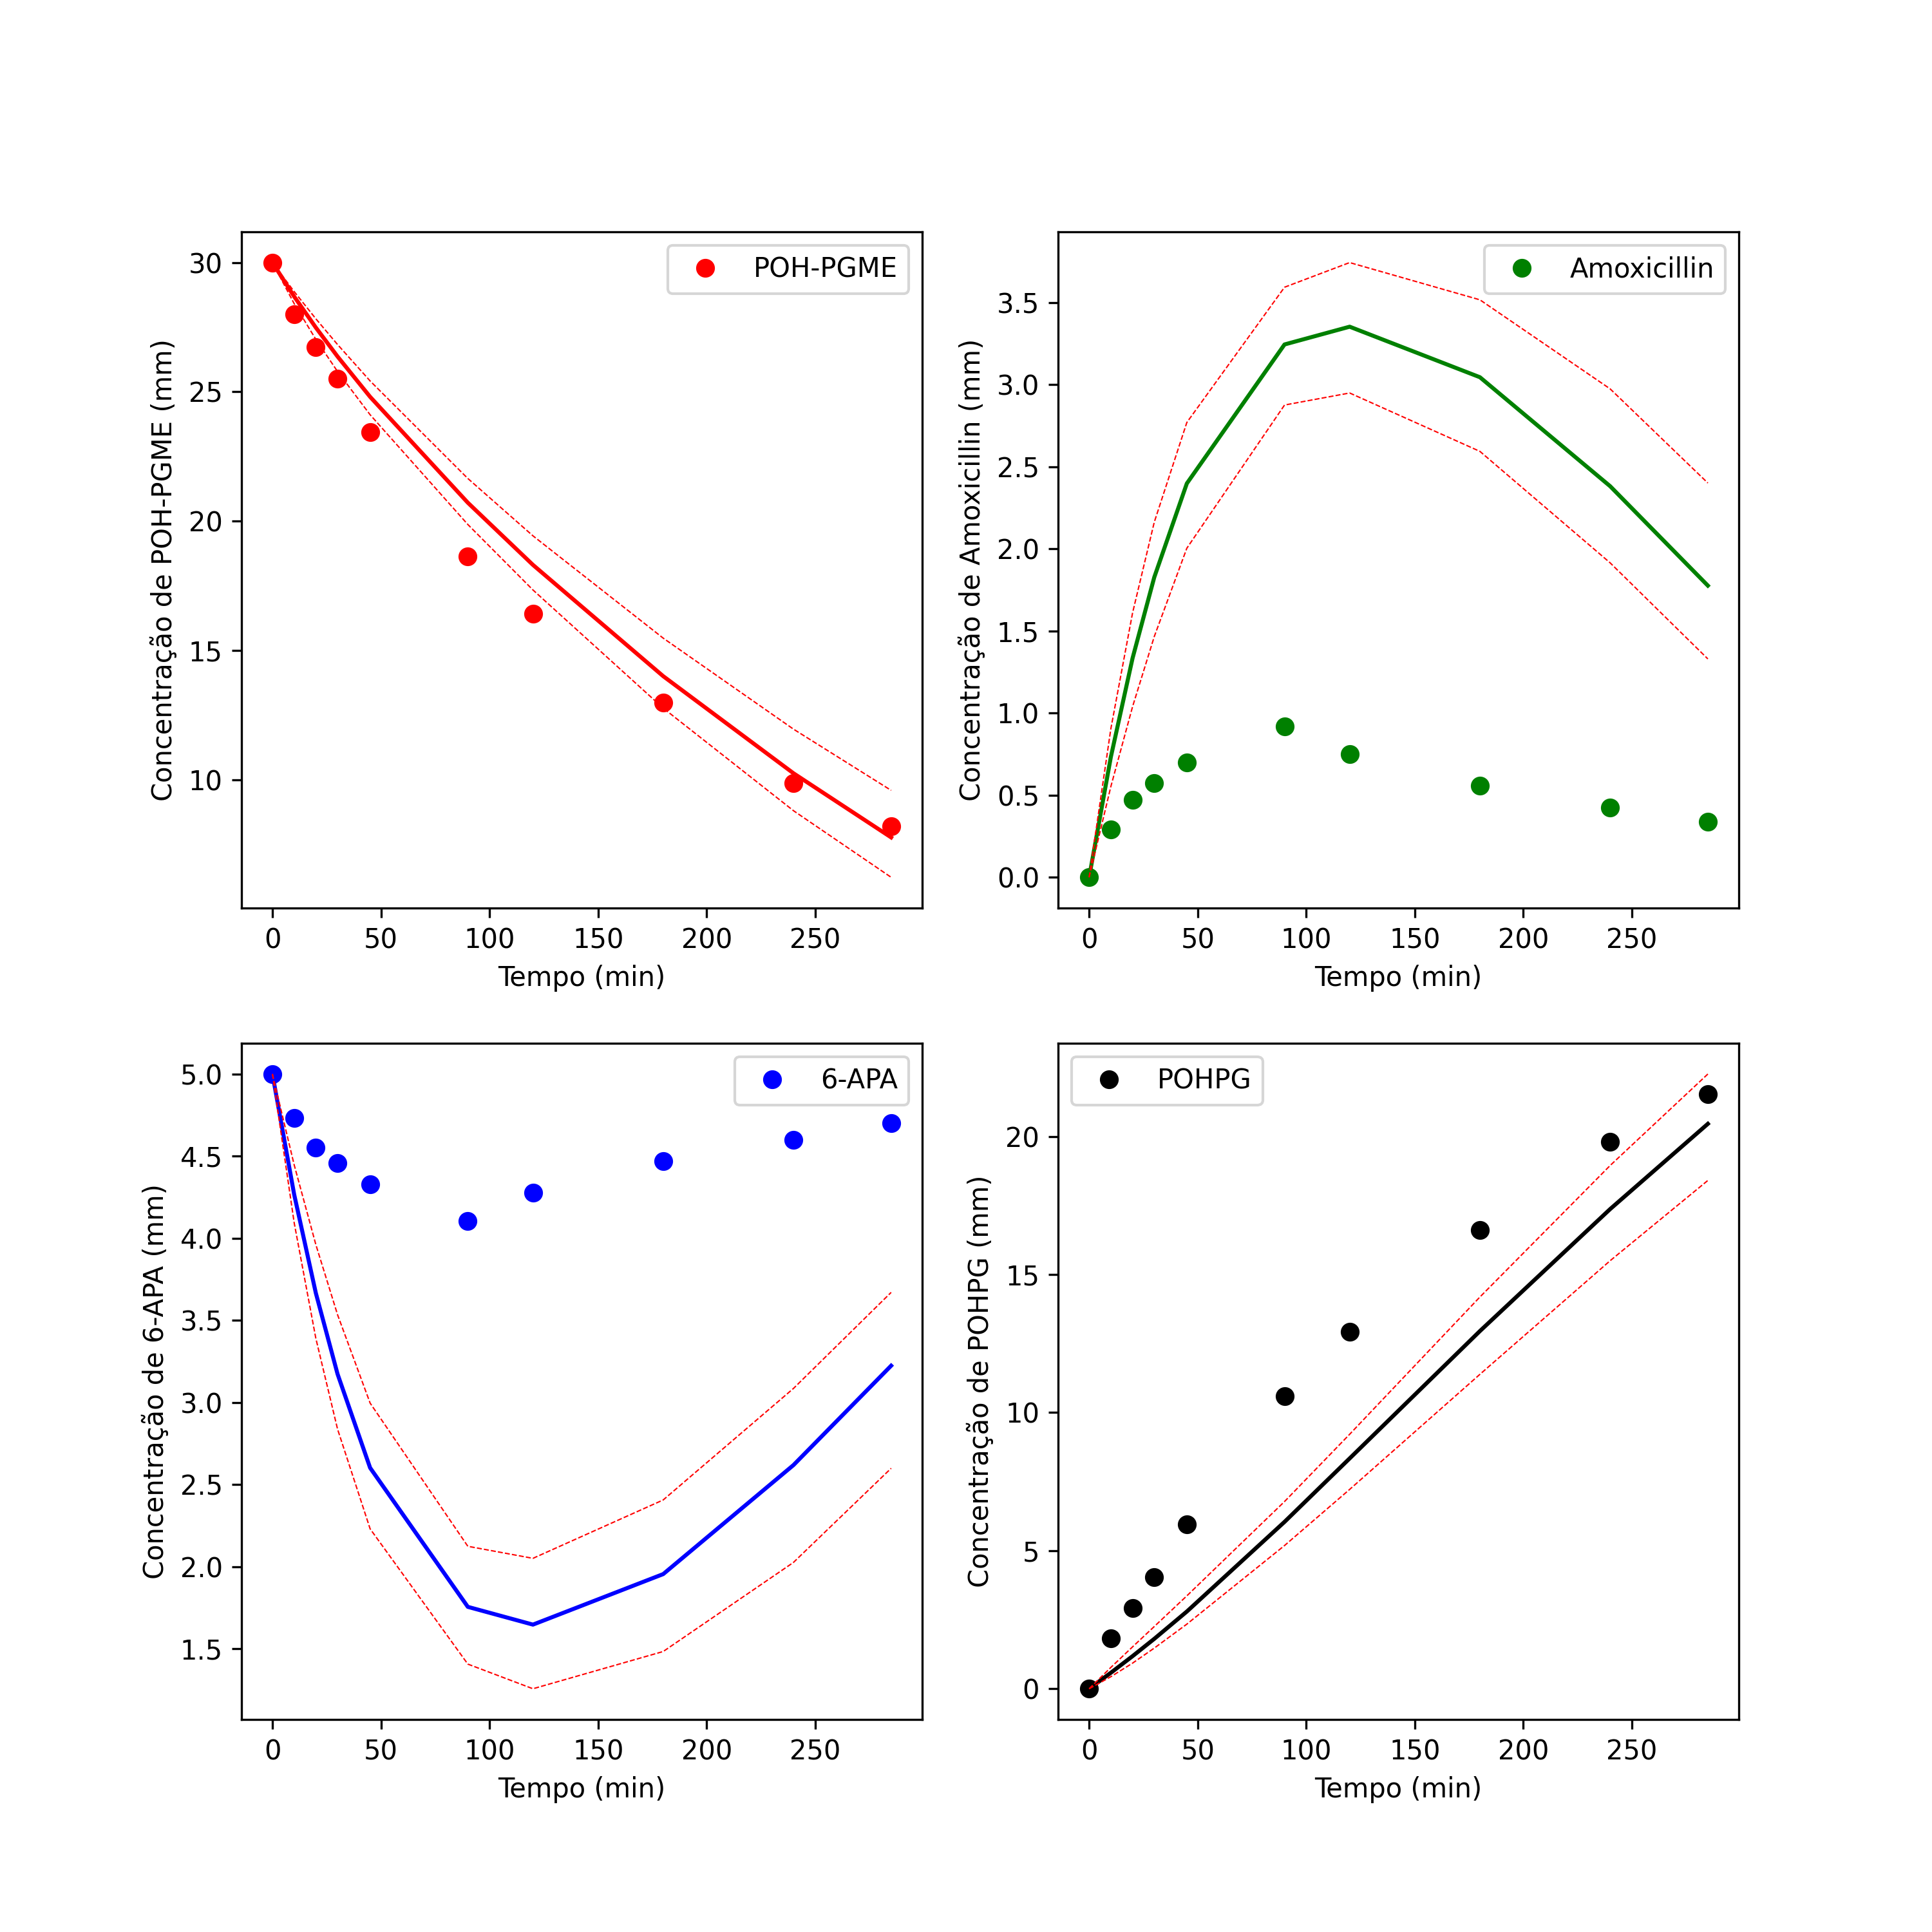 POH-PGME
30
25
20
15
10
0 50 100 150 200 250
Concentração de POH-PGME (mm)
Tempo (min)
Amoxicillin
3.5
3.0
2.5
2.0
1.5
1.0
0.5
0.0
0 50 100 150 200 250
Concentração de Amoxicillin (mm)
Tempo (min)
6-APA
5.0
4.5
4.0
3.5
3.0
2.5
2.0
1.5
0 50 100 150 200 250
Concentração de 6-APA (mm)
Tempo (min)
POHPG
20
15
10
5
0
0 50 100 150 200 250
Concentração de POHPG (mm)
Tempo (min)